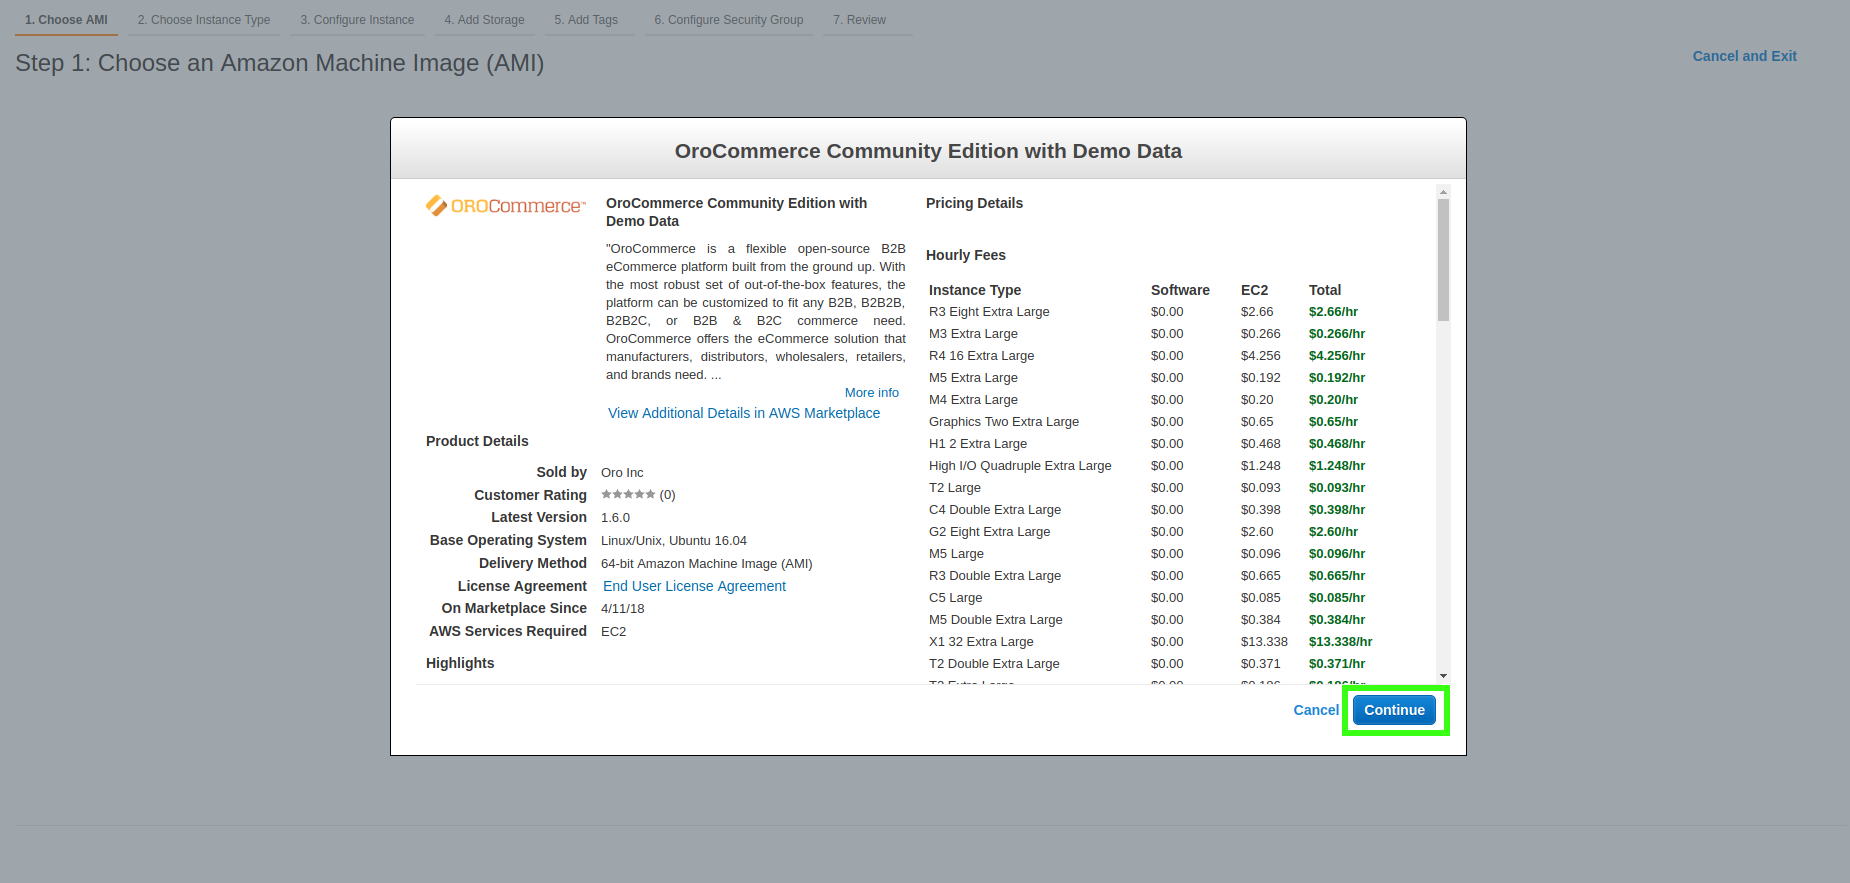 1. Choose AMI 2. Choose Instance Type 3. Configure Instance 4. Add Storage 5. Add Tags 6. Configure Security Group 7. Review
Step 1: Choose an Amazon Machine Image (AMI)
Cancel and Exit
OroCommerce Community Edition with Demo Data
OROCommerce™
OroCommerce Community Edition with
Demo Data
"OroCommerce is a flexible open-source B2B
eCommerce platform built from the ground up. With
the most robust set of out-of-the-box features, the
platform can be customized to fit any B2B, B2B2B,
B2B2C, or B2B & B2C commerce need.
OroCommerce offers the eCommerce solution that
manufacturers, distributors, wholesalers, retailers,
and brands need. ...
More info
View Additional Details in AWS Marketplace
Product Details
Sold by Oro Inc
Customer Rating (0)
Latest Version 1.6.0
Base Operating System Linux/Unix, Ubuntu 16.04
Delivery Method 64-bit Amazon Machine Image (AMI)
License Agreement End User License Agreement
On Marketplace Since 4/11/18
AWS Services Required EC2
Highlights
Pricing Details
Hourly Fees
Instance Type Software EC2 Total
R3 Eight Extra Large $0.00 $2.66 $2.66/hr
M3 Extra Large $0.00 $0.266 $0.266/hr
R4 16 Extra Large $0.00 $4.256 $4.256/hr
M5 Extra Large $0.00 $0.192 $0.192/hr
M4 Extra Large $0.00 $0.20 $0.20/hr
Graphics Two Extra Large $0.00 $0.65 $0.65/hr
H1 2 Extra Large $0.00 $0.468 $0.468/hr
High I/O Quadruple Extra Large $0.00 $1.248 $1.248/hr
T2 Large $0.00 $0.093 $0.093/hr
C4 Double Extra Large $0.00 $0.398 $0.398/hr
G2 Eight Extra Large $0.00 $2.60 $2.60/hr
M5 Large $0.00 $0.096 $0.096/hr
R3 Double Extra Large $0.00 $0.665 $0.665/hr
C5 Large $0.00 $0.085 $0.085/hr
M5 Double Extra Large $0.00 $0.384 $0.384/hr
X1 32 Extra Large $0.00 $13.338 $13.338/hr
T2 Double Extra Large $0.00 $0.371 $0.371/hr
Cancel Continue